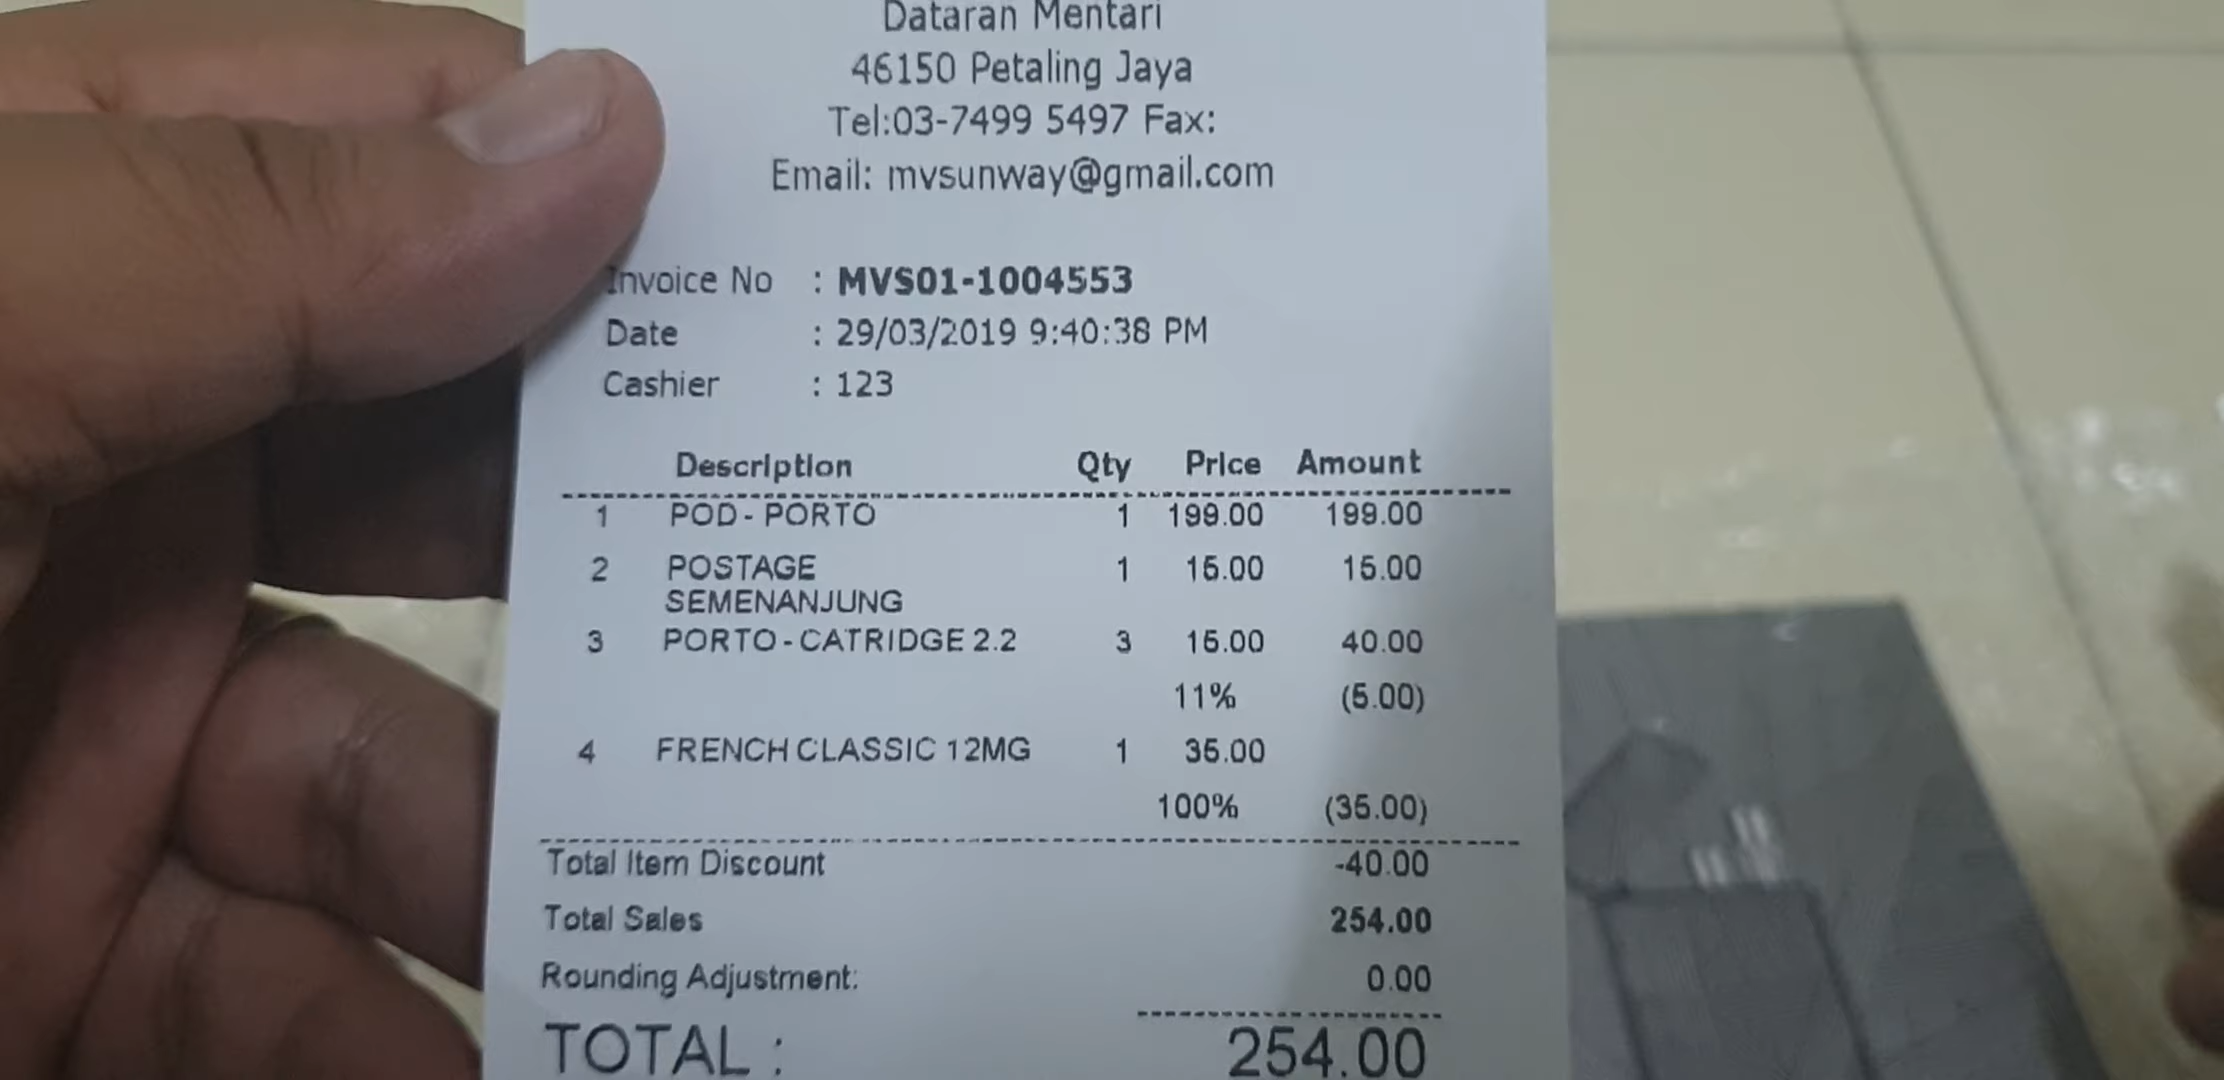 Dataran Mentari
46150 Petaling Jaya
Tel:03-7499 5497 Fax:
Email: mvsunway@gmail.com
Invoice No : MVS01-1004553
Date : 29/03/2019 9:40:38 PM
Cashier : 123
Description Qty Price Amount
1 POD - PORTO 1 199.00 199.00
2 POSTAGE 1 15.00 15.00
SEMENANJUNG
3 PORTO - CATRIDGE 2.2 3 15.00 40.00
11% (5.00)
4 FRENCH CLASSIC 12MG 1 35.00
100% (35.00)
Total Item Discount -40.00
Total Sales 254.00
Rounding Adjustment: 0.00
TOTAL : 254.00